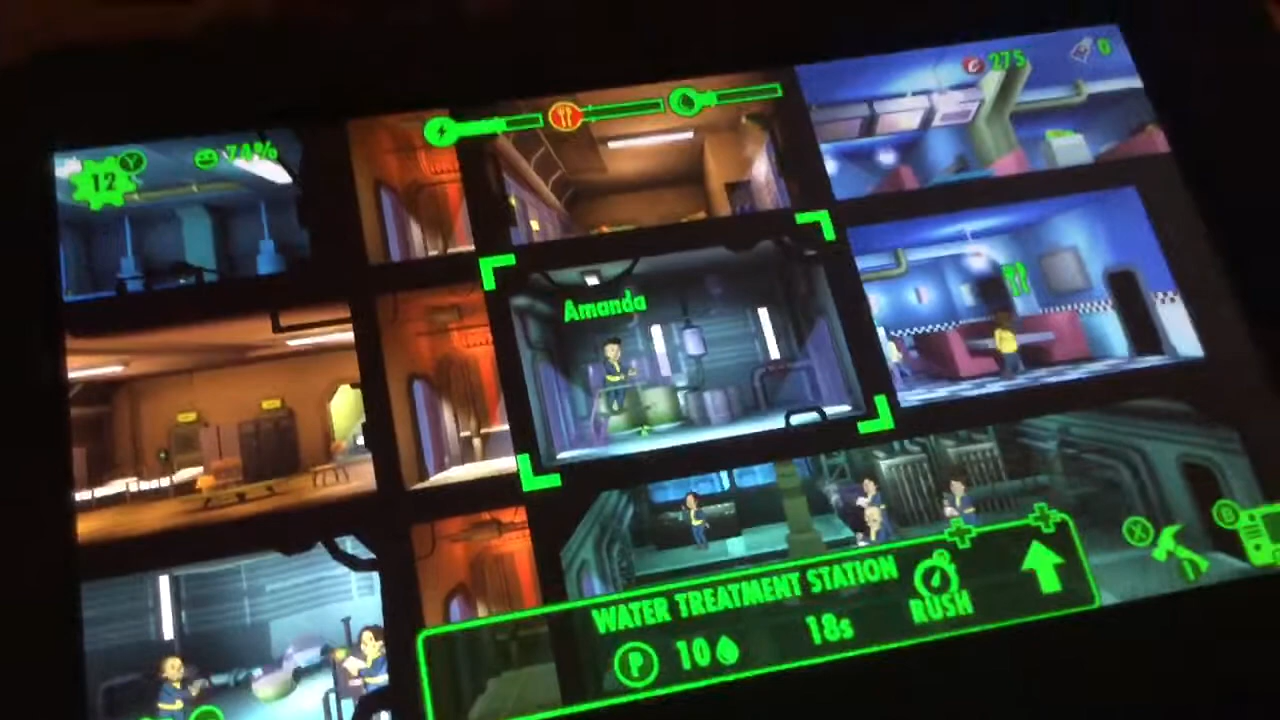 275
0
Y
12
74%
Amanda
X
B
WATER TREATMENT STATION
P 10 18s RUSH